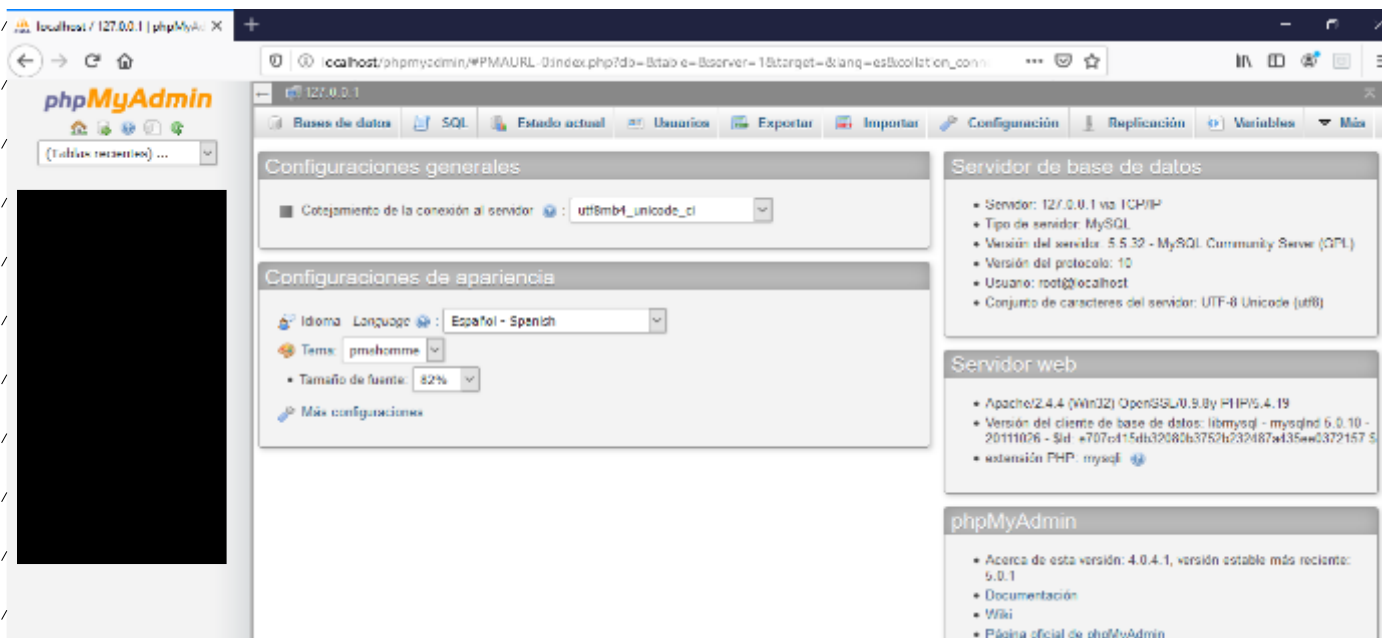 localhost / 127.0.0.1 | phpMyAd
localhost/phpmyadmin/#PMAURL-0:index.php?db=&table=&server=1&target=&lang=es&collation_conn
phpMyAdmin
(Tablas recientes) ...
127.0.0.1
Bases de datos SQL Estado actual Usuarios Exportar Importar Configuración Replicación Variables Más
Configuraciones generales
Cotejamiento de la conexión al servidor : utf8mb4_unicode_ci
Configuraciones de apariencia
Idioma - Language : Español - Spanish
Tema: pmahomme
• Tamaño de fuente: 82%
Más configuraciones
Servidor de base de datos
• Servidor: 127.0.0.1 via TCP/IP
• Tipo de servidor: MySQL
• Versión del servidor: 5.5.32 - MySQL Community Server (GPL)
• Versión del protocolo: 10
• Usuario: root@localhost
• Conjunto de caracteres del servidor: UTF-8 Unicode (utf8)
Servidor web
• Apache/2.4.4 (Win32) OpenSSL/0.9.8y PHP/5.4.19
• Versión del cliente de base de datos: libmysql - mysqlnd 5.0.10 -
20111026 - $Id: $
• extensión PHP: mysqli
phpMyAdmin
• Acerca de esta versión: 4.0.4.1, versión estable más reciente:
5.0.1
• Documentación
• Wiki
• Página oficial de phpMyAdmin